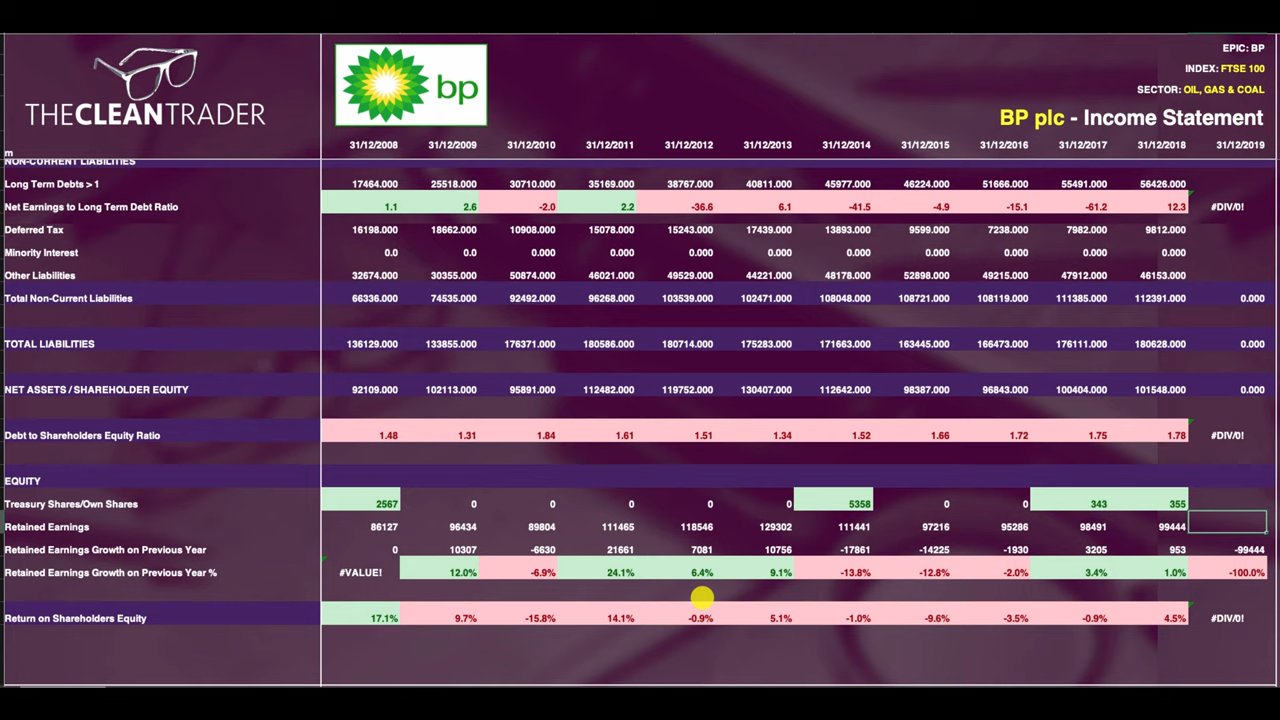 THECLEANTRADER
bp
EPIC: BP
INDEX: FTSE 100
SECTOR: OIL, GAS & COAL
BP plc - Income Statement
m 31/12/2008 31/12/2009 31/12/2010 31/12/2011 31/12/2012 31/12/2013 31/12/2014 31/12/2015 31/12/2016 31/12/2017 31/12/2018 31/12/2019
NON-CURRENT LIABILITIES
Long Term Debts > 1 17464.000 25518.000 30710.000 35169.000 38767.000 40811.000 45977.000 46224.000 51666.000 55491.000 56426.000
Net Earnings to Long Term Debt Ratio 1.1 2.6 -2.0 2.2 -36.6 6.1 -41.5 -4.9 -15.1 -61.2 12.3 #DIV/0!
Deferred Tax 16198.000 18662.000 10908.000 15078.000 15243.000 17439.000 13893.000 9599.000 7238.000 7982.000 9812.000
Minority Interest 0.0 0.0 0.000 0.000 0.000 0.000 0.000 0.000 0.000 0.000 0.000
Other Liabilities 32674.000 30355.000 50874.000 46021.000 49529.000 44221.000 48178.000 52898.000 49215.000 47912.000 46153.000
Total Non-Current Liabilities 66336.000 74535.000 92492.000 96268.000 103539.000 102471.000 108048.000 108721.000 108119.000 111385.000 112391.000 0.000
TOTAL LIABILITIES 136129.000 133855.000 176371.000 180586.000 180714.000 175283.000 171663.000 163445.000 166473.000 176111.000 180628.000 0.000
NET ASSETS / SHAREHOLDER EQUITY 92109.000 102113.000 95891.000 112482.000 119752.000 130407.000 112642.000 98387.000 96843.000 100404.000 101548.000 0.000
Debt to Shareholders Equity Ratio 1.48 1.31 1.84 1.61 1.51 1.34 1.52 1.66 1.72 1.75 1.78 #DIV/0!
EQUITY
Treasury Shares/Own Shares 2567 0 0 0 0 0 5358 0 0 343 355
Retained Earnings 86127 96434 89804 111465 118546 129302 111441 97216 95286 98491 99444
Retained Earnings Growth on Previous Year 0 10307 -6630 21661 7081 10756 -17861 -14225 -1930 3205 953 -99444
Retained Earnings Growth on Previous Year % #VALUE! 12.0% -6.9% 24.1% 6.4% 9.1% -13.8% -12.8% -2.0% 3.4% 1.0% -100.0%
Return on Shareholders Equity 17.1% 9.7% -15.8% 14.1% -0.9% 5.1% -1.0% -9.6% -3.5% -0.9% 4.5% #DIV/0!